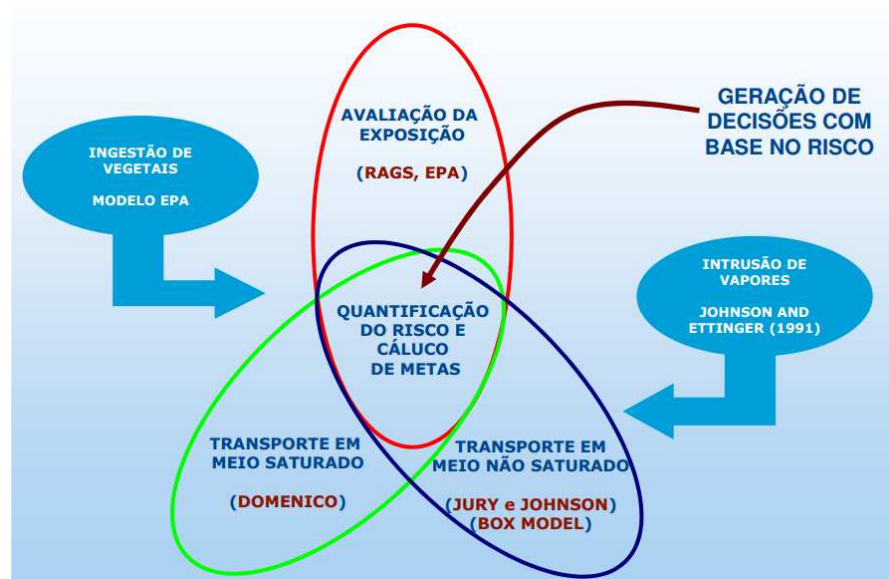 AVALIAÇÃO DA
EXPOSIÇÃO
(RAGS, EPA)
GERAÇÃO DE
DECISÕES COM
BASE NO RISCO
INGESTÃO DE
VEGETAIS
MODELO EPA
INTRUSÃO DE
VAPORES
JOHNSON AND
ETTINGER (1991)
QUANTIFICAÇÃO
DO RISCO E
CÁLUCO
DE METAS
TRANSPORTE EM
MEIO SATURADO
(DOMENICO)
TRANSPORTE EM
MEIO NÃO SATURADO
(JURY e JOHNSON)
(BOX MODEL)